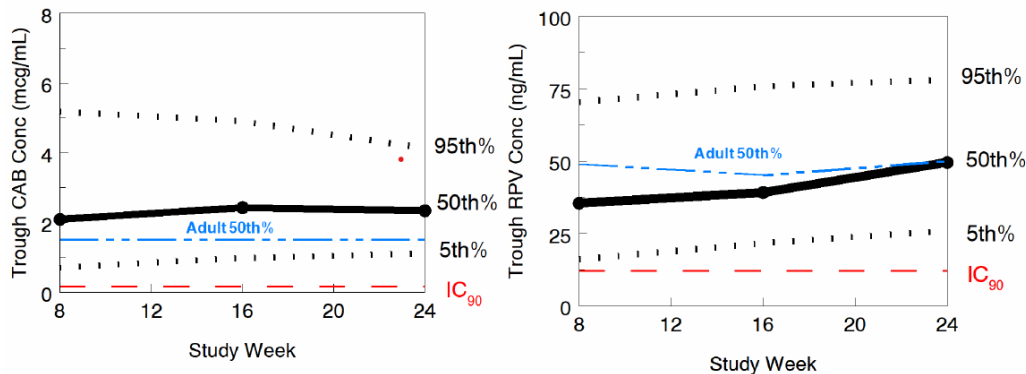 Trough CAB Conc (mcg/mL)
8
6
4
2
0
95th%
50th%
Adult 50th%
5th%
IC90
8 12 16 20 24
Study Week
Trough RPV Conc (ng/mL)
100
75
50
25
0
95th%
Adult 50th%
50th%
5th%
IC90
8 12 16 20 24
Study Week